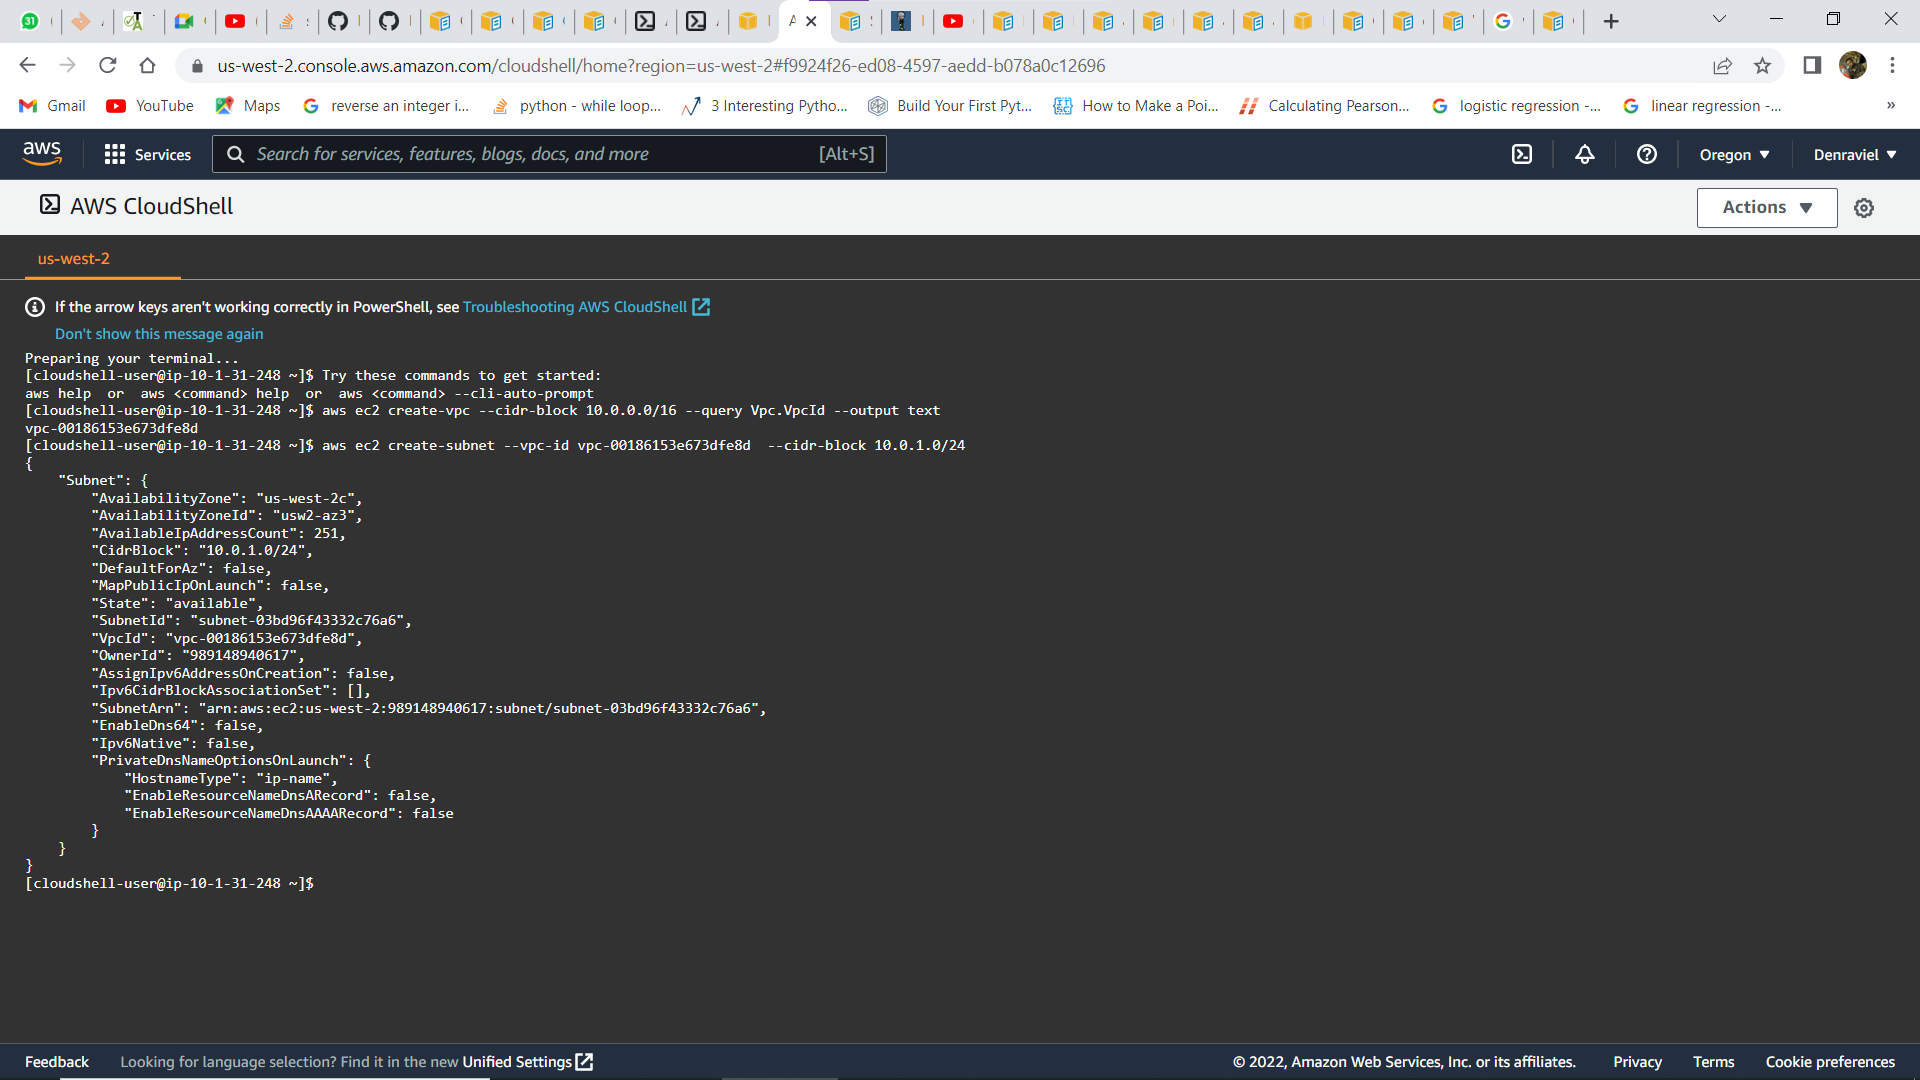 us-west-2.console.aws.amazon.com/cloudshell/home?region=us-west-2#f9924f26-ed08-4597-aedd-b078a0c12696
Gmail YouTube Maps reverse an integer i... python - while loop... 3 Interesting Pytho... Build Your First Pyt... How to Make a Poi... Calculating Pearson... logistic regression -... linear regression -... »
aws Services Search for services, features, blogs, docs, and more [Alt+S] Oregon Denraviel
AWS CloudShell Actions
us-west-2
If the arrow keys aren't working correctly in PowerShell, see Troubleshooting AWS CloudShell
Don't show this message again
Preparing your terminal...
[cloudshell-user@ip-10-1-31-248 ~]$ Try these commands to get started:
aws help  or  aws <command> help  or  aws <command> --cli-auto-prompt
[cloudshell-user@ip-10-1-31-248 ~]$ aws ec2 create-vpc --cidr-block 10.0.0.0/16 --query Vpc.VpcId --output text
vpc-00186153e673dfe8d
[cloudshell-user@ip-10-1-31-248 ~]$ aws ec2 create-subnet --vpc-id vpc-00186153e673dfe8d  --cidr-block 10.0.1.0/24
{
    "Subnet": {
        "AvailabilityZone": "us-west-2c",
        "AvailabilityZoneId": "usw2-az3",
        "AvailableIpAddressCount": 251,
        "CidrBlock": "10.0.1.0/24",
        "DefaultForAz": false,
        "MapPublicIpOnLaunch": false,
        "State": "available",
        "SubnetId": "subnet-03bd96f43332c76a6",
        "VpcId": "vpc-00186153e673dfe8d",
        "OwnerId": "989148940617",
        "AssignIpv6AddressOnCreation": false,
        "Ipv6CidrBlockAssociationSet": [],
        "SubnetArn": "arn:aws:ec2:us-west-2:989148940617:subnet/subnet-03bd96f43332c76a6",
        "EnableDns64": false,
        "Ipv6Native": false,
        "PrivateDnsNameOptionsOnLaunch": {
            "HostnameType": "ip-name",
            "EnableResourceNameDnsARecord": false,
            "EnableResourceNameDnsAAAARecord": false
        }
    }
}
[cloudshell-user@ip-10-1-31-248 ~]$
Feedback Looking for language selection? Find it in the new Unified Settings © 2022, Amazon Web Services, Inc. or its affiliates. Privacy Terms Cookie preferences